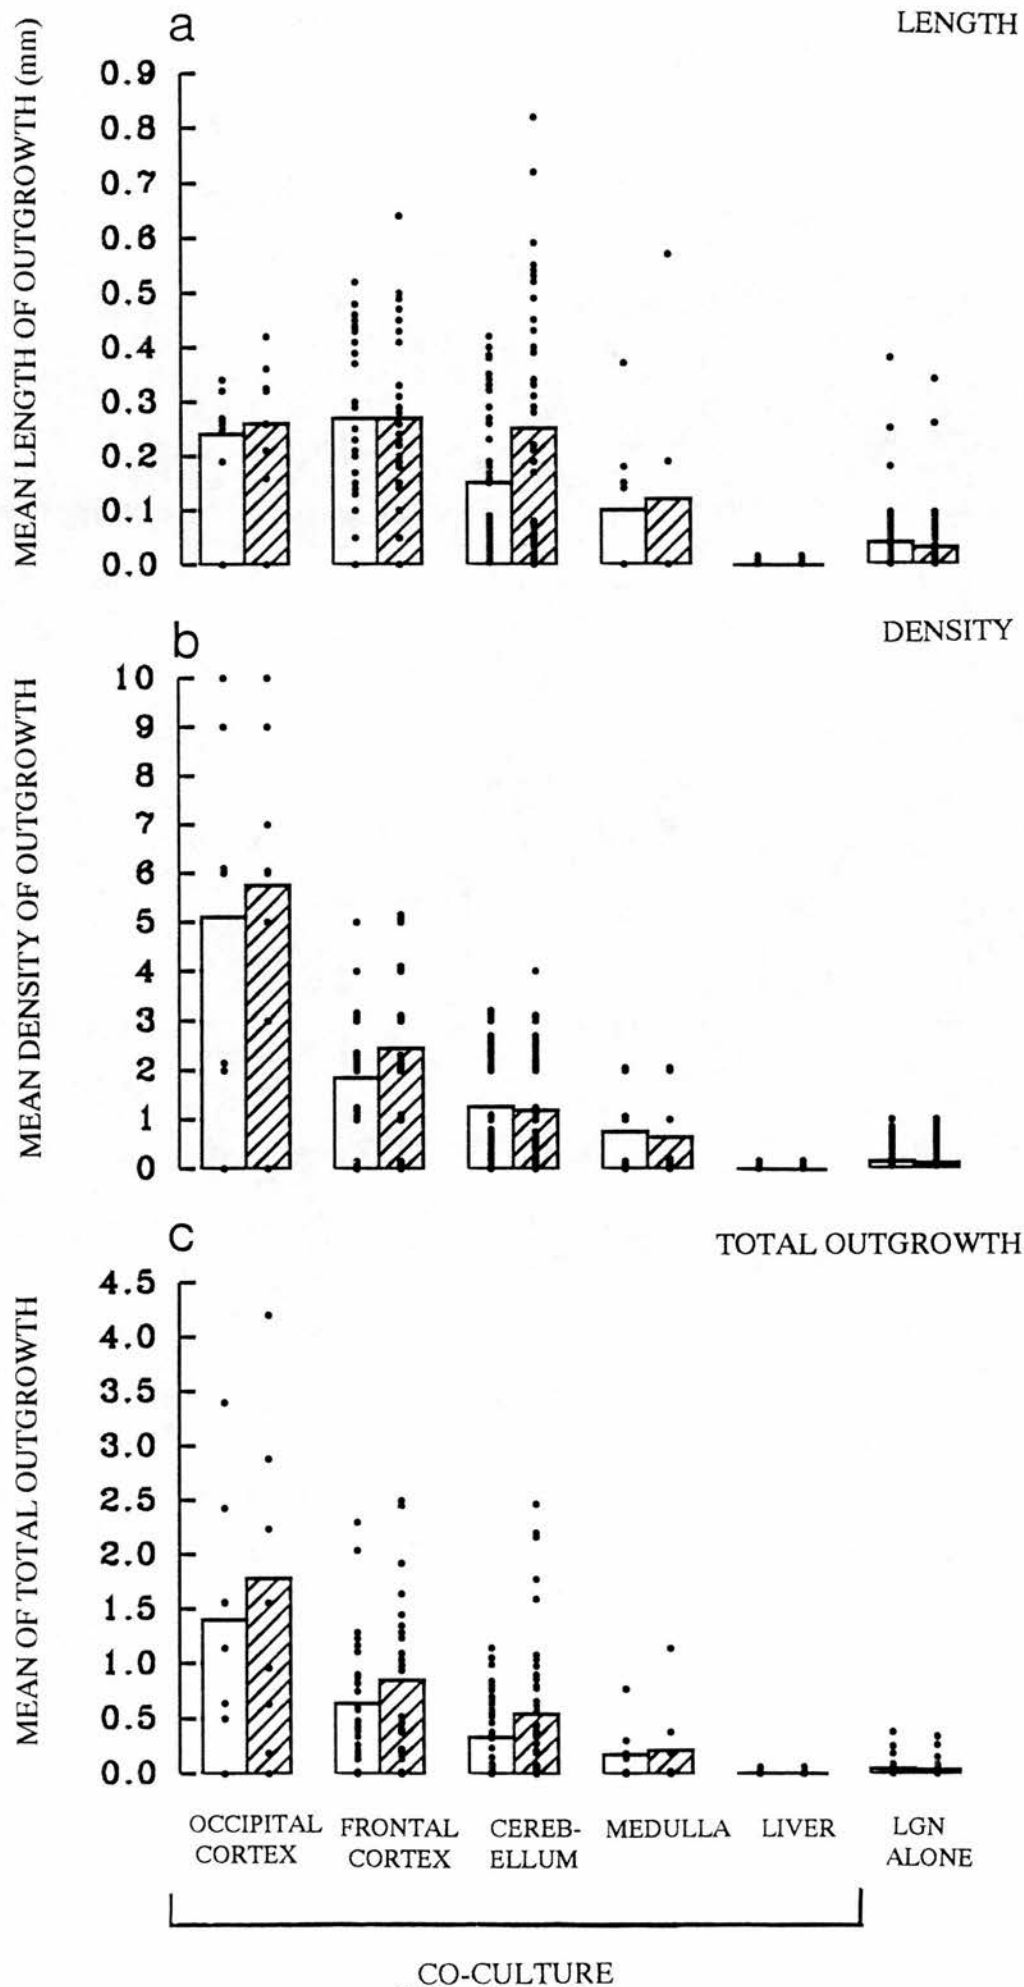 a
LENGTH
MEAN LENGTH OF OUTGROWTH (mm)
0.9
0.8
0.7
0.6
0.5
0.4
0.3
0.2
0.1
0.0
b
DENSITY
MEAN DENSITY OF OUTGROWTH
10
9
8
7
6
5
4
3
2
1
0
c
TOTAL OUTGROWTH
MEAN OF TOTAL OUTGROWTH
4.5
4.0
3.5
3.0
2.5
2.0
1.5
1.0
0.5
0.0
OCCIPITAL
CORTEX
FRONTAL
CORTEX
CEREB-
ELLUM
MEDULLA
LIVER
LGN
ALONE
CO-CULTURE